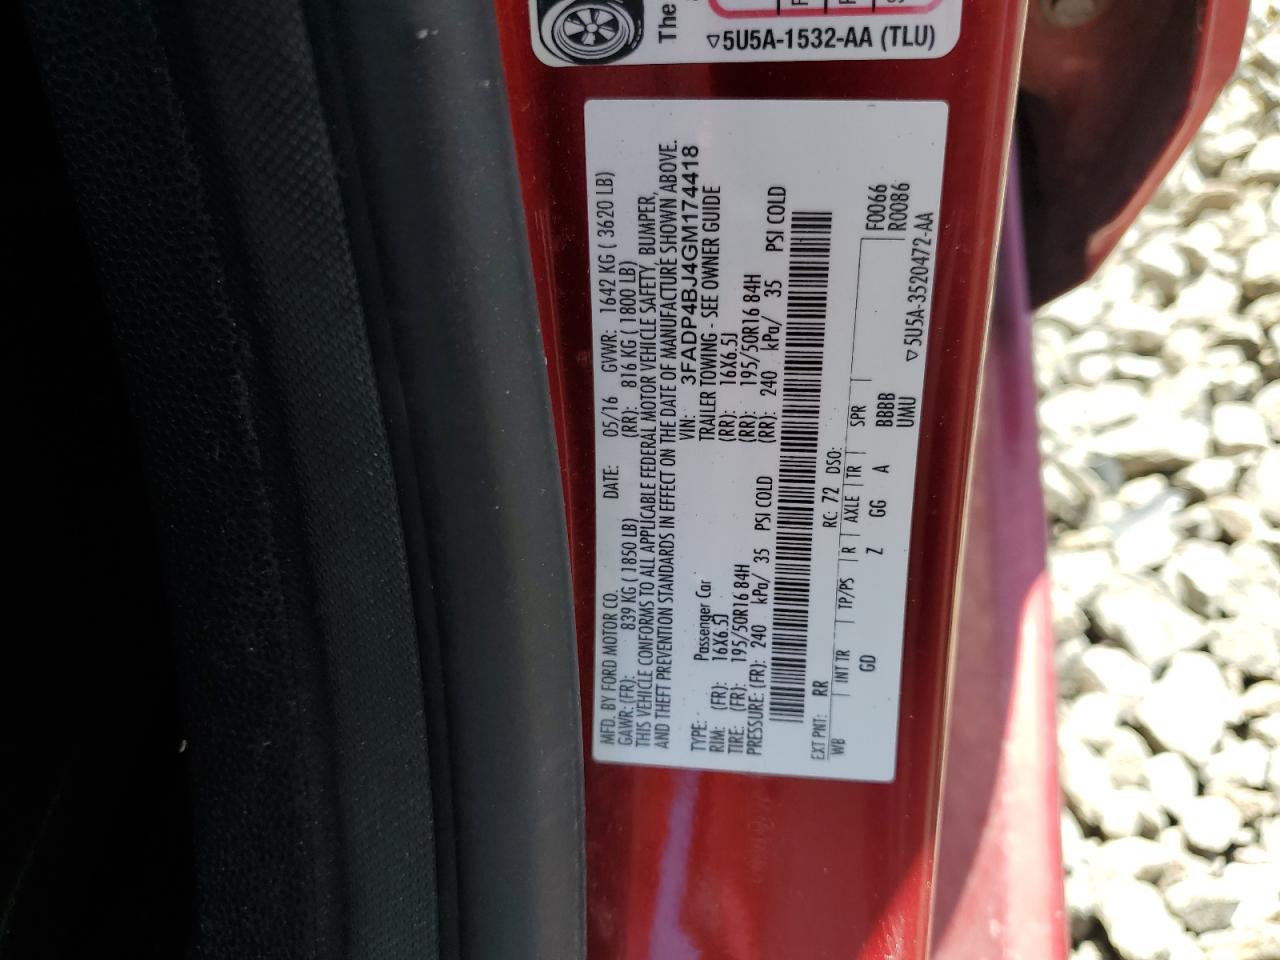 The
▽5U5A-1532-AA (TLU)
MFD. BY FORD MOTOR CO. DATE: 05/16 GVWR: 1642 KG ( 3620 LB)
GAWR: (FR): 839 KG ( 1850 LB) (RR): 816 KG ( 1800 LB)
THIS VEHICLE CONFORMS TO ALL APPLICABLE FEDERAL MOTOR VEHICLE SAFETY, BUMPER,
AND THEFT PREVENTION STANDARDS IN EFFECT ON THE DATE OF MANUFACTURE SHOWN ABOVE.
VIN: 3FADP4BJ4GM174418
TYPE: Passenger Car TRAILER TOWING - SEE OWNER GUIDE
RIM: (FR): 16X6.5J (RR): 16X6.5J
TIRE: (FR): 195/50R16 84H (RR): 195/50R16 84H
PRESSURE: (FR): 240 kPa/ 35 PSI COLD (RR): 240 kPa/ 35 PSI COLD
EXT PNT: RR RC: 72 DSO:
WB INT TR TP/PS R AXLE TR SPR F0066
GD Z GG A BBBB R0086
UMU ▽5U5A-3520472-AA